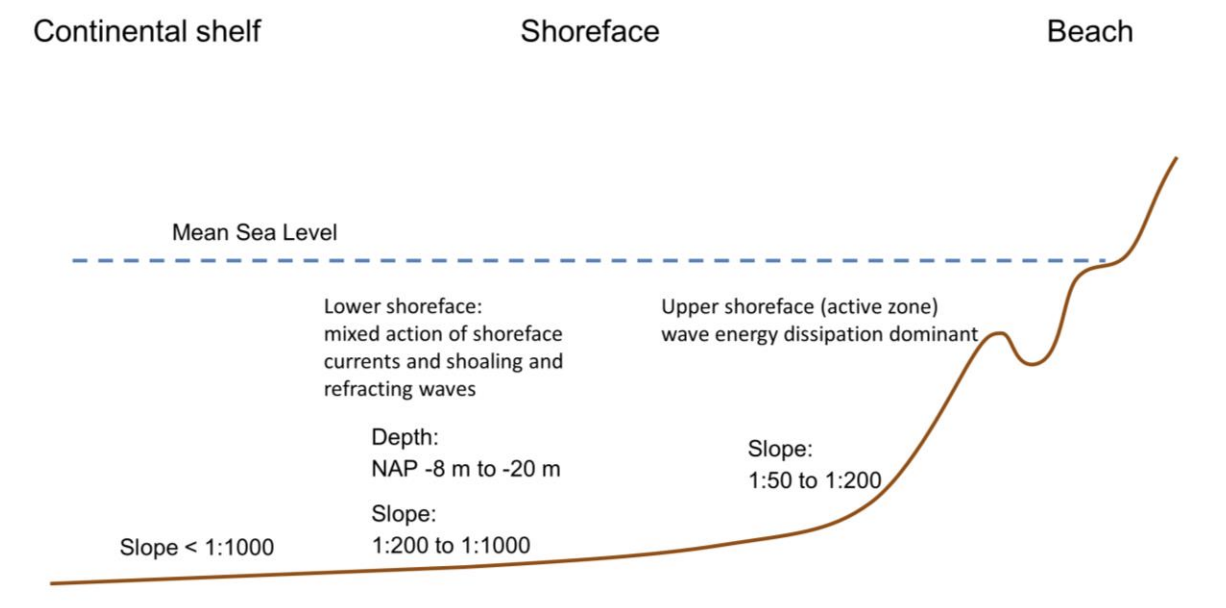 Continental shelf
Shoreface
Beach
Mean Sea Level
Lower shoreface:
mixed action of shoreface
currents and shoaling and
refracting waves
Upper shoreface (active zone)
wave energy dissipation dominant
Depth:
NAP -8 m to -20 m
Slope:
1:50 to 1:200
Slope:
1:200 to 1:1000
Slope < 1:1000